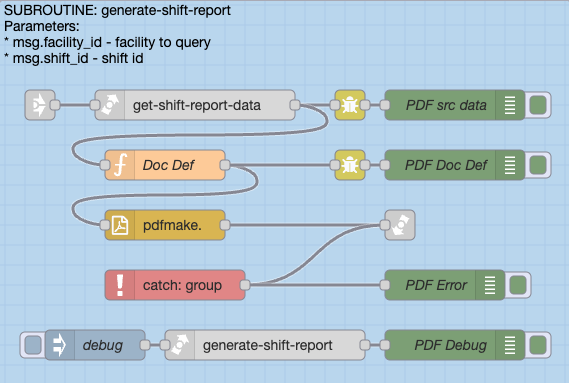 SUBROUTINE: generate-shift-report
Parameters:
* msg.facility_id - facility to query
* msg.shift_id - shift id
get-shift-report-data
PDF src data
Doc Def
PDF Doc Def
pdfmake.
catch: group
PDF Error
debug
generate-shift-report
PDF Debug